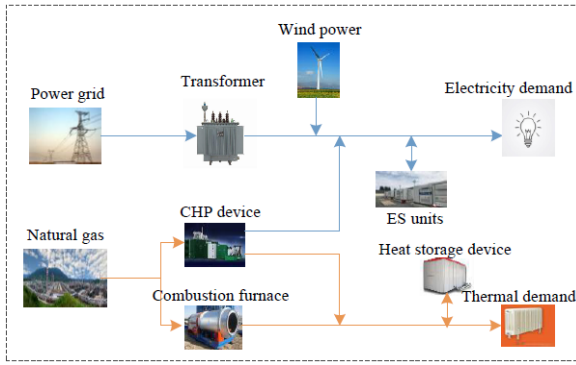 Wind power
Power grid
Transformer
Electricity demand
Natural gas
CHP device
ES units
Heat storage device
Combustion furnace
Thermal demand